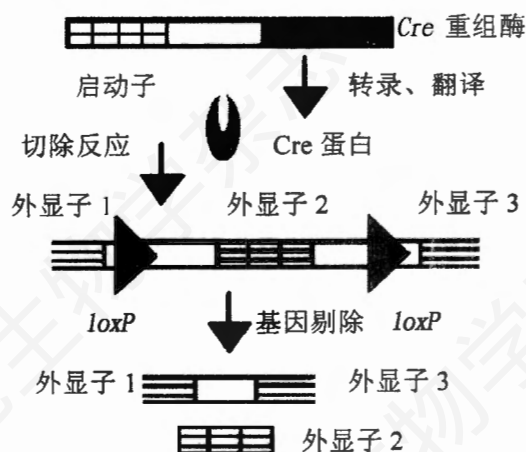 Cre 重组酶
启动子 转录、翻译
切除反应 Cre 蛋白
外显子 1 外显子 2 外显子 3
loxP 基因剔除 loxP
外显子 1 外显子 3
外显子 2